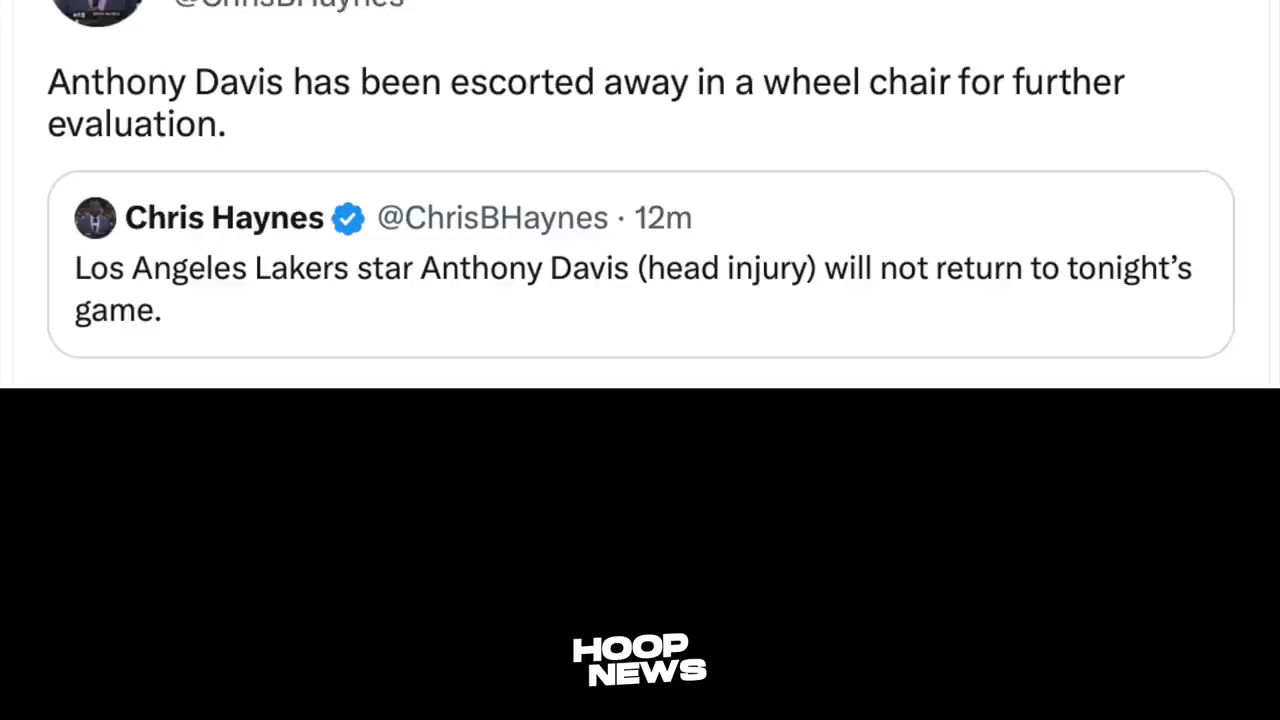 @ChrisBHaynes
Anthony Davis has been escorted away in a wheel chair for further
evaluation.
Chris Haynes @ChrisBHaynes · 12m
Los Angeles Lakers star Anthony Davis (head injury) will not return to tonight’s
game.
HOOP
NEWS